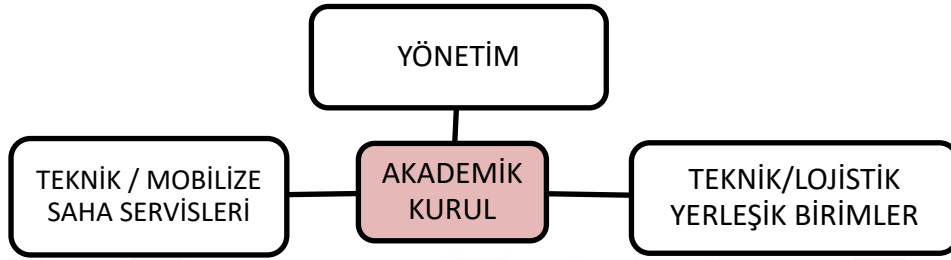 YÖNETİM
TEKNİK / MOBİLİZE
SAHA SERVİSLERİ
AKADEMİK
KURUL
TEKNİK/LOJİSTİK
YERLEŞİK BİRİMLER